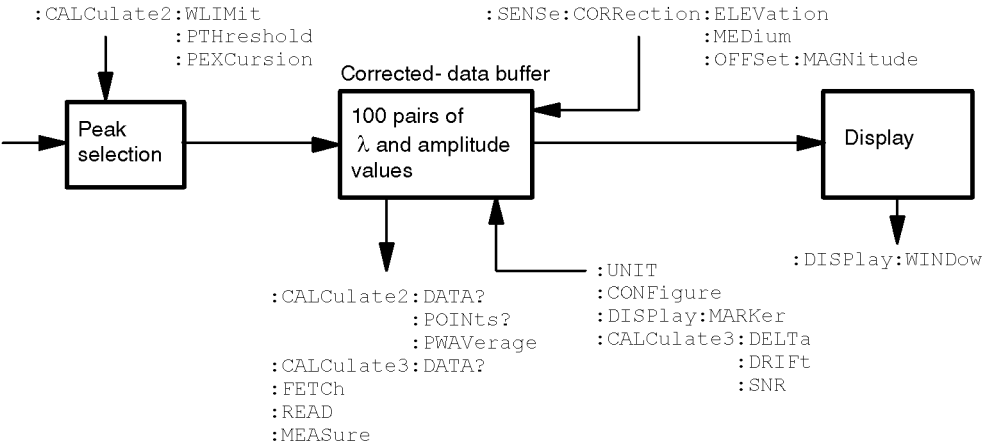 :CALCulate2:WLIMit
:PTHreshold
:PEXCursion
:SENSe:CORRection:ELEVation
:MEDium
:OFFSet:MAGNitude
Corrected- data buffer
Peak
selection
100 pairs of
λ and amplitude
values
Display
:DISPlay:WINDow
:CALCulate2:DATA?
:POINts?
:PWAVerage
:CALCulate3:DATA?
:FETCh
:READ
:MEASure
:UNIT
:CONFigure
:DISPlay:MARKer
:CALCulate3:DELTa
:DRIFt
:SNR